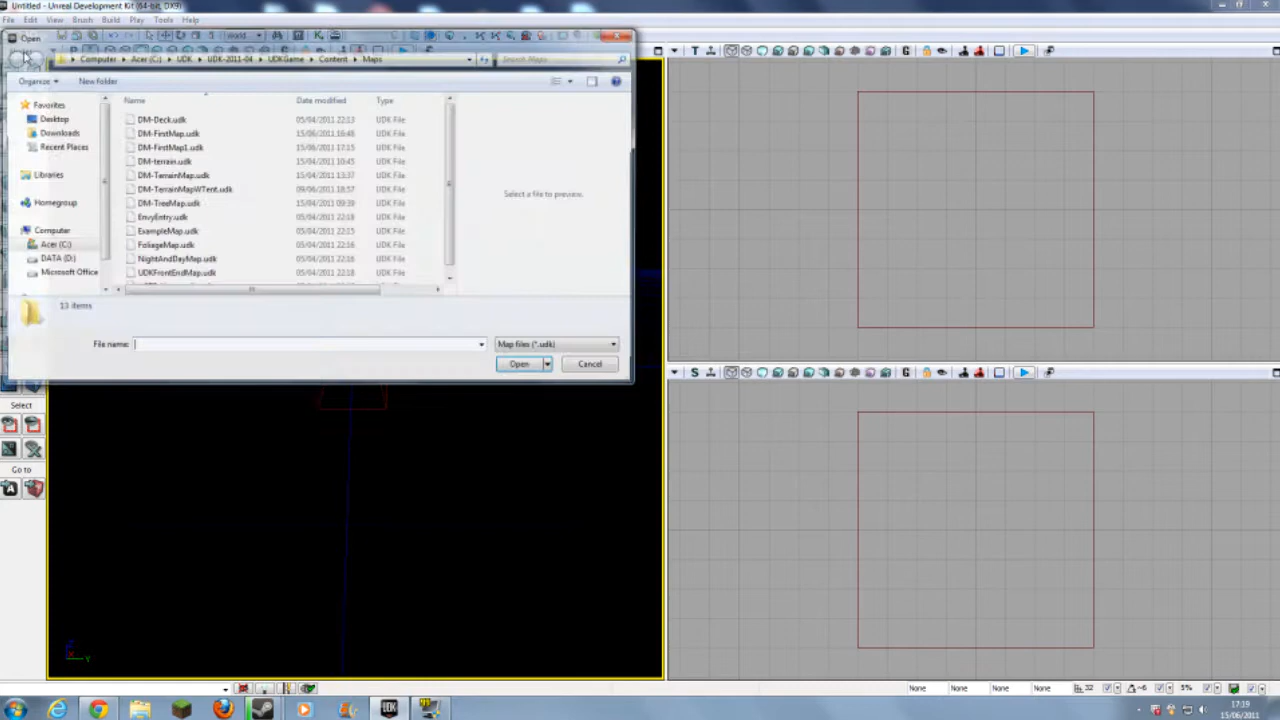 Untitled - Unreal Development Kit (64-bit, DX9)
File Edit View Brush Build Play Tools Help
Open
World
Computer Acer (C:) UDK UDK-2011-04 UDKGame Content Maps Search Maps
Organize New folder
Favorites
Desktop
Downloads
Recent Places
Libraries
Homegroup
Computer
Acer (C:)
DATA (D:)
Microsoft Office
Name Date modified Type
DM-Deck.udk 05/04/2011 22:13 UDK File
DM-FirstMap.udk 15/06/2011 16:48 UDK File
DM-FirstMap1.udk 15/06/2011 17:15 UDK File
DM-terrain.udk 15/04/2011 10:45 UDK File
DM-TerrainMap.udk 15/04/2011 13:37 UDK File
DM-TerrainMapWTent.udk 09/06/2011 18:57 UDK File
DM-TreeMap.udk 15/04/2011 09:39 UDK File
EnvyEntry.udk 05/04/2011 22:18 UDK File
ExampleMap.udk 05/04/2011 22:15 UDK File
FoliageMap.udk 05/04/2011 22:16 UDK File
NightAndDayMap.udk 05/04/2011 22:18 UDK File
UDKFrontEndMap.udk 05/04/2011 22:18 UDK File
Select a file to preview.
13 items
File name: Map files (*.udk)
Open Cancel
T G
S G
Select
Go to
A
Z
X
Y
None None None None 32 5%
UDK
17:19
15/06/2011